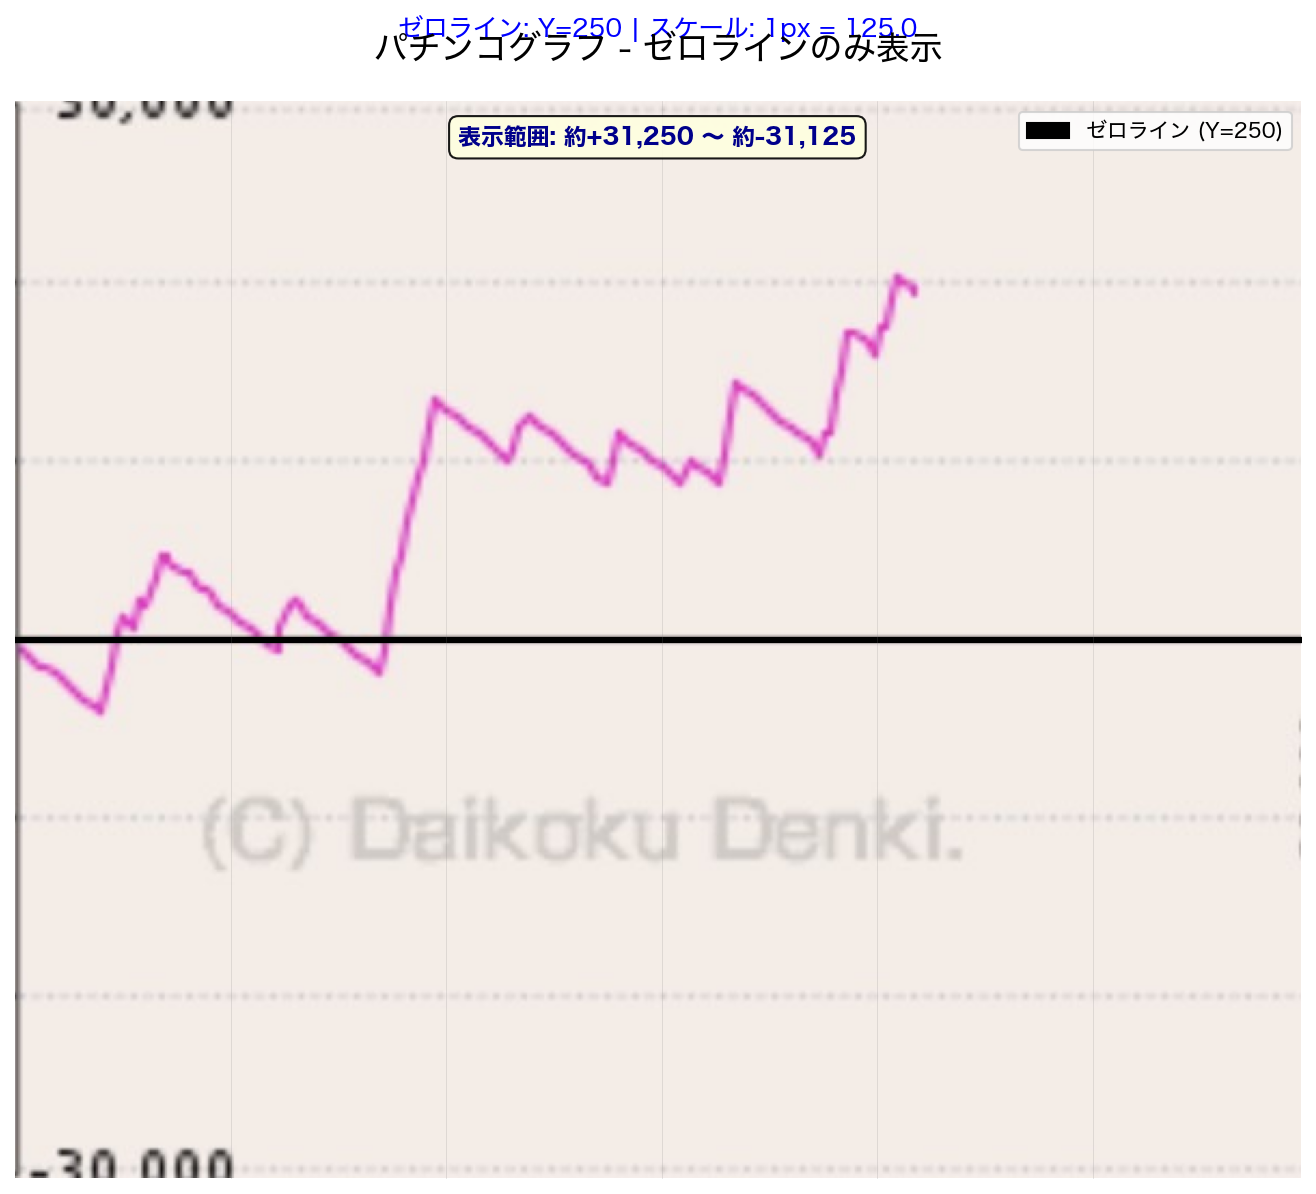 ゼロライン: Y=250 | スケール: 1px = 125.0
パチンコグラフ - ゼロラインのみ表示
30,000
表示範囲: 約+31,250 ～ 約-31,125
ゼロライン (Y=250)
(C) Daikoku Denki.
-30,000